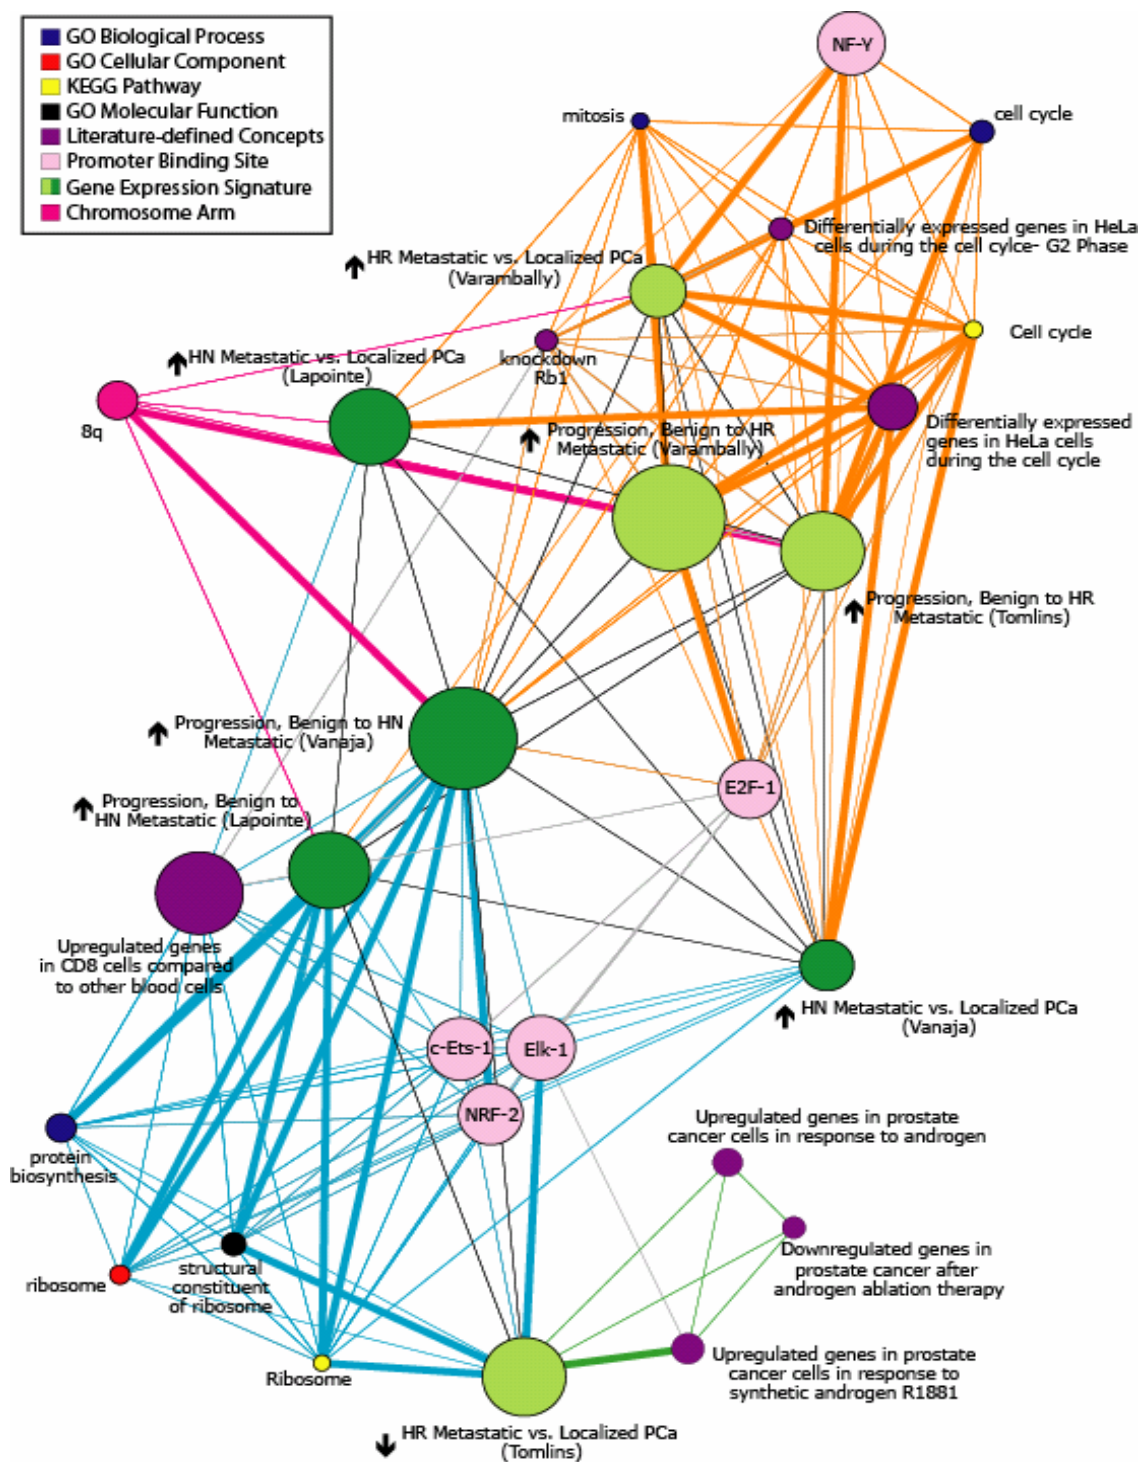 GO Biological Process
GO Cellular Component
KEGG Pathway
GO Molecular Function
Literature-defined Concepts
Promoter Binding Site
Gene Expression Signature
Chromosome Arm
NF-Y
mitosis
cell cycle
Differentially expressed genes in HeLa
cells during the cell cylce- G2 Phase
HR Metastatic vs. Localized PCa
(Varambally)
Cell cycle
HN Metastatic vs. Localized PCa
(Lapointe)
knockdown
Rb1
8q
Progression, Benign to HR
Metastatic (Varambally)
Differentially expressed
genes in HeLa cells
during the cell cycle
Progression, Benign to HR
Metastatic (Tomlins)
Progression, Benign to HN
Metastatic (Vanaja)
E2F-1
Progression, Benign to
HN Metastatic (Lapointe)
Upregulated genes
in CD8 cells compared
to other blood cells
HN Metastatic vs. Localized PCa
(Vanaja)
c-Ets-1
Elk-1
NRF-2
Upregulated genes in prostate
cancer cells in response to androgen
protein
biosynthesis
Downregulated genes in
prostate cancer after
androgen ablation therapy
ribosome
structural
constituent
of ribosome
Ribosome
Upregulated genes in prostate
cancer cells in response to
synthetic androgen R1881
HR Metastatic vs. Localized PCa
(Tomlins)